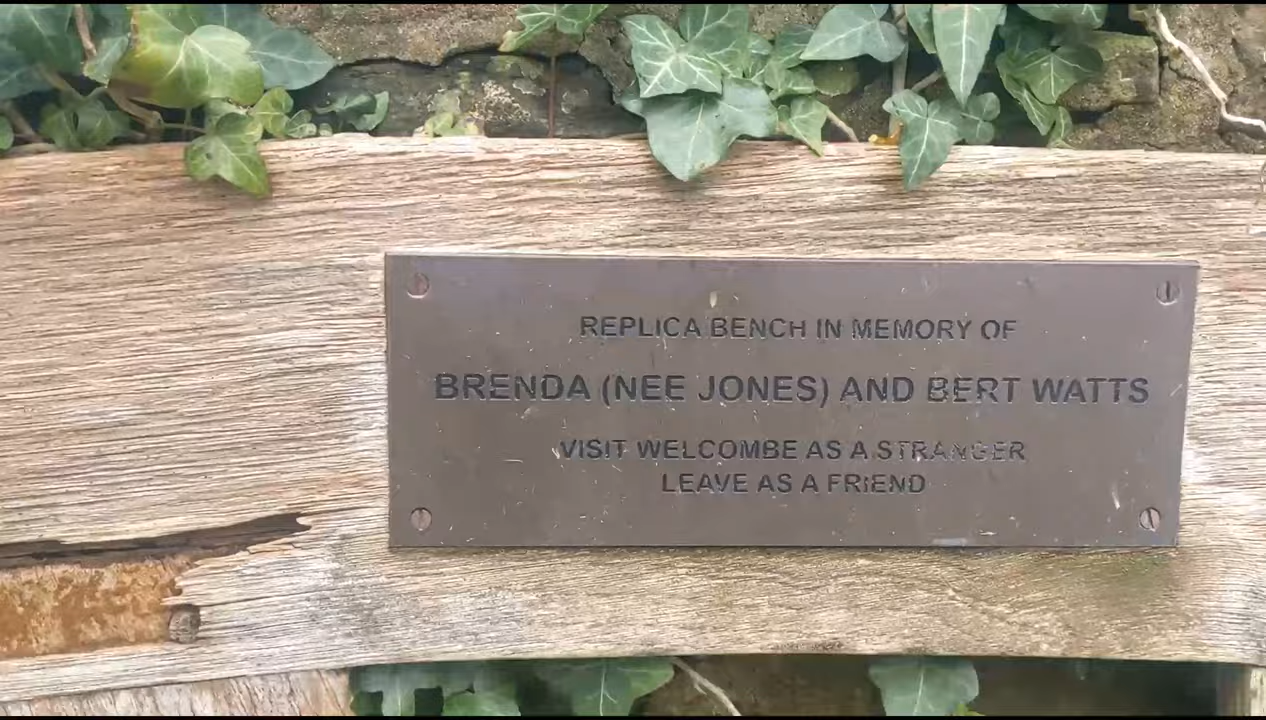 REPLICA BENCH IN MEMORY OF
BRENDA (NEE JONES) AND BERT WATTS
VISIT WELCOMBE AS A STRANGER
LEAVE AS A FRIEND